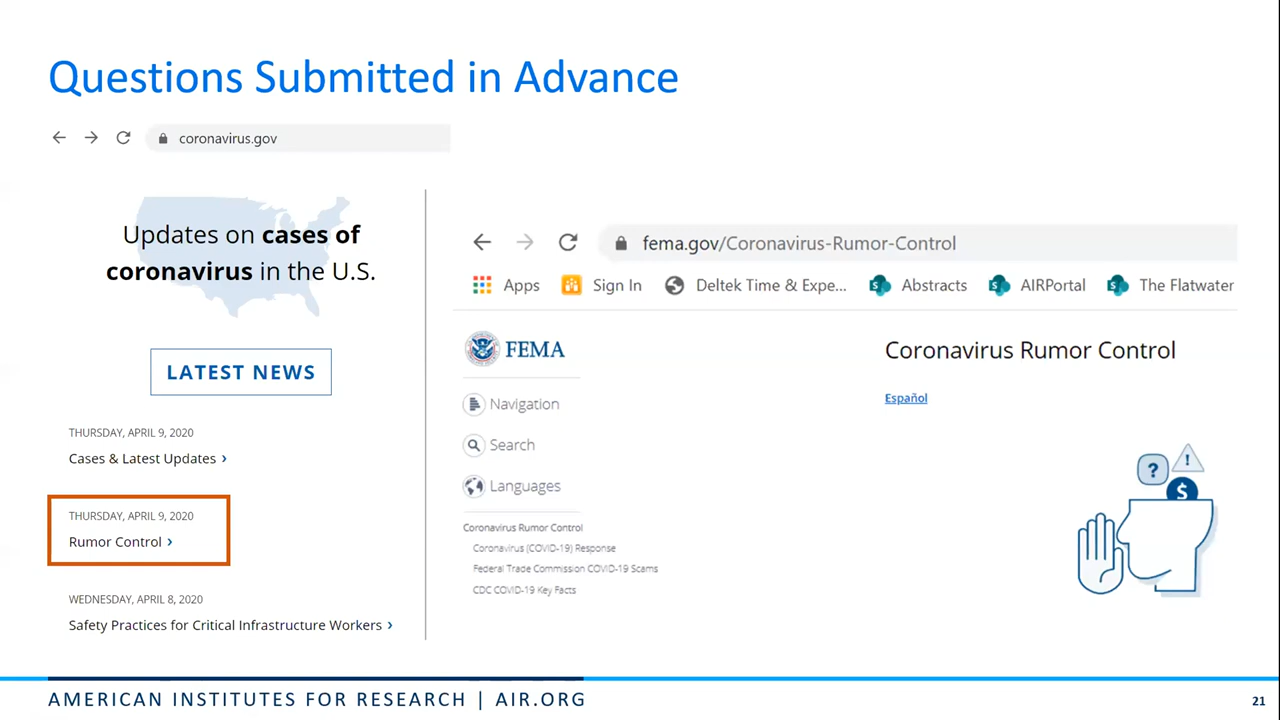 Questions Submitted in Advance
coronavirus.gov
Updates on cases of
coronavirus in the U.S.
LATEST NEWS
THURSDAY, APRIL 9, 2020
Cases & Latest Updates ›
THURSDAY, APRIL 9, 2020
Rumor Control ›
WEDNESDAY, APRIL 8, 2020
Safety Practices for Critical Infrastructure Workers ›
fema.gov/Coronavirus-Rumor-Control
Apps Sign In Deltek Time & Expe... Abstracts AIRPortal The Flatwater
FEMA
Navigation
Search
Languages
Coronavirus Rumor Control
Coronavirus (COVID-19) Response
Federal Trade Commission COVID-19 Scams
CDC COVID-19 Key Facts
Coronavirus Rumor Control
Español
? !
$
AMERICAN INSTITUTES FOR RESEARCH | AIR.ORG
21